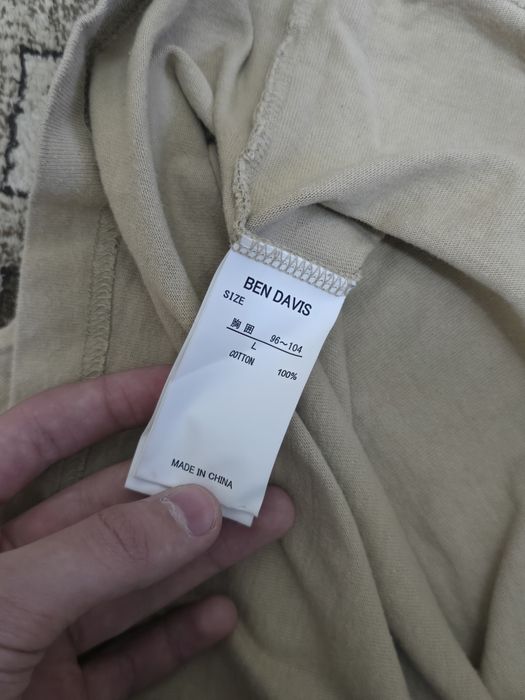 BEN DAVIS
SIZE
胸囲 96～104
L
COTTON 100%
MADE IN CHINA